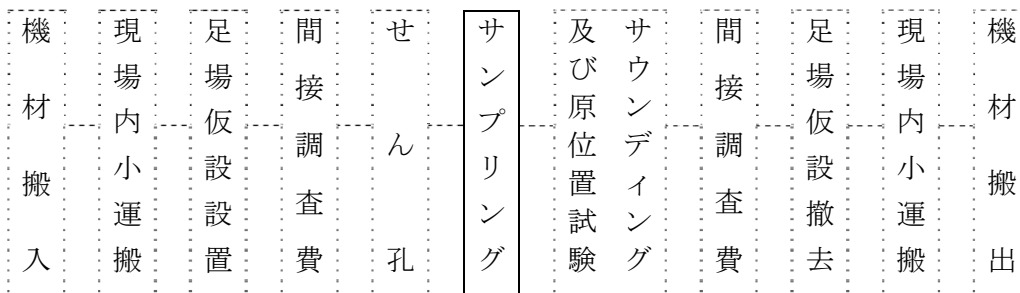 機材搬入
現場内小運搬
足場仮設設置
間接調査費
せん孔
サンプリング
サウンディング
及び原位置試験
間接調査費
足場仮設撤去
現場内小運搬
機材搬出